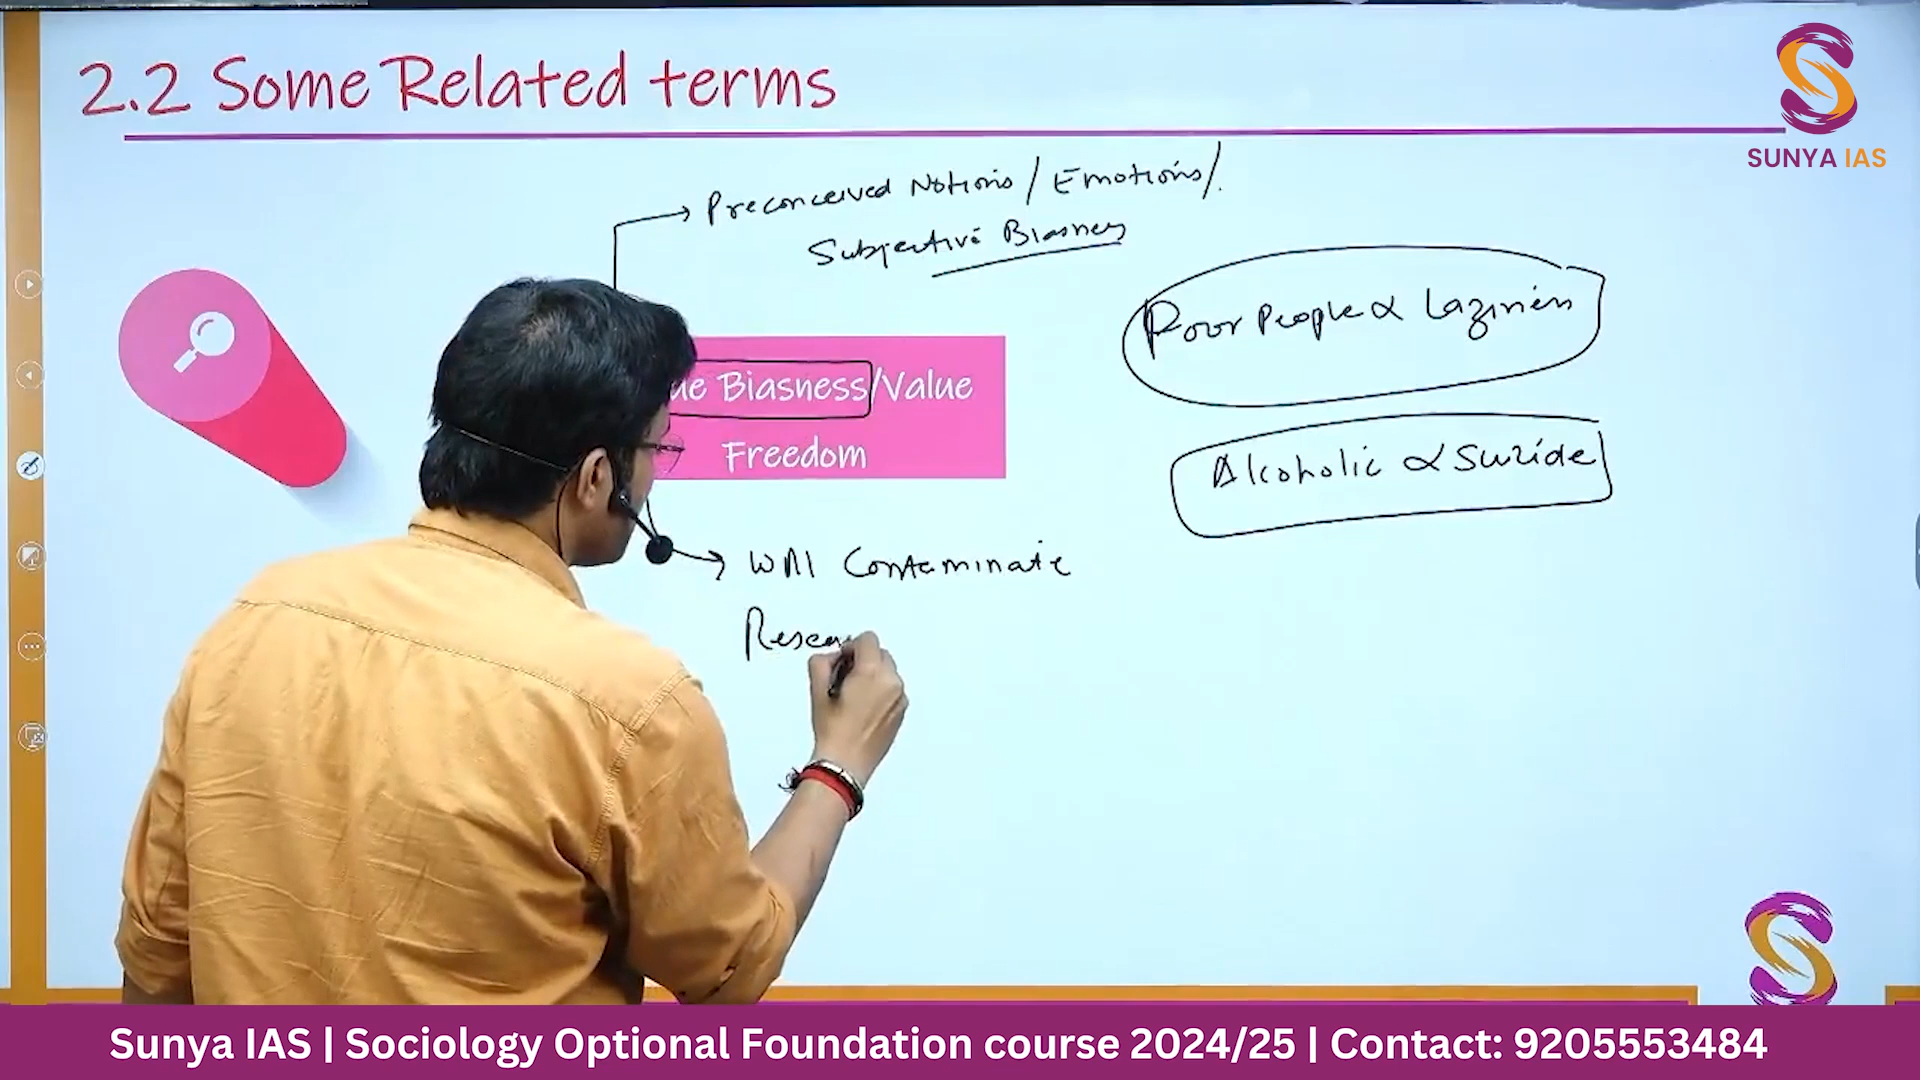 2.2 Some Related terms
SUNYA IAS
Preconceived Notions / Emotions /
Subjective Biasness
Poor People ∝ Laziness
ue Biasness/Value
Freedom
Alcoholic ∝ Suicide
Will Contaminate
Resea
Sunya IAS | Sociology Optional Foundation course 2024/25 | Contact: 9205553484